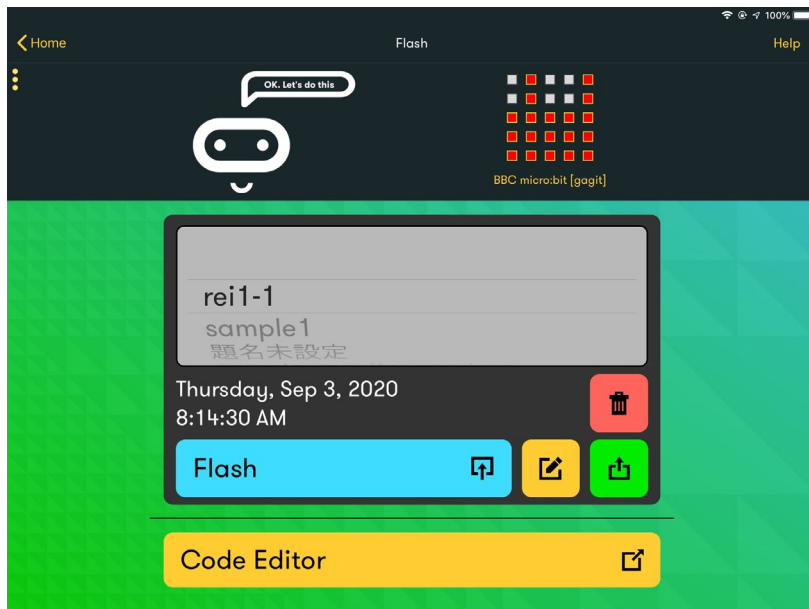 100%
Home
Flash
Help
OK. Let's do this
BBC micro:bit [gagit]
rei1-1
sample1
題名未設定
Thursday, Sep 3, 2020
8:14:30 AM
Flash
Code Editor